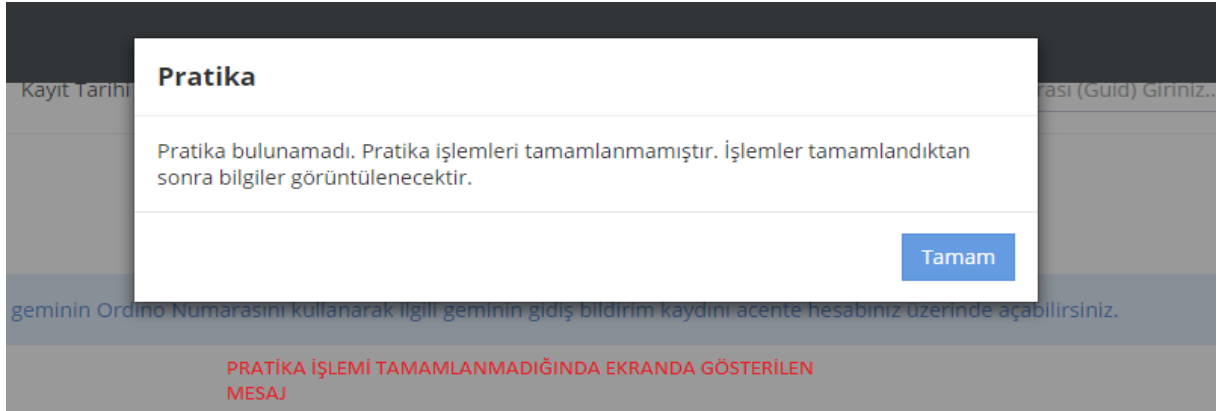 Pratika
Kayıt Tarihi
rası (Guid) Giriniz..
Pratika bulunamadı. Pratika işlemleri tamamlanmamıştır. İşlemler tamamlandıktan
sonra bilgiler görüntülenecektir.
Tamam
geminin Ordino Numarasını kullanarak ilgili geminin gidiş bildirim kaydını acente hesabınız üzerinde açabilirsiniz.
PRATİKA İŞLEMİ TAMAMLANMADIĞINDA EKRANDA GÖSTERİLEN
MESAJ